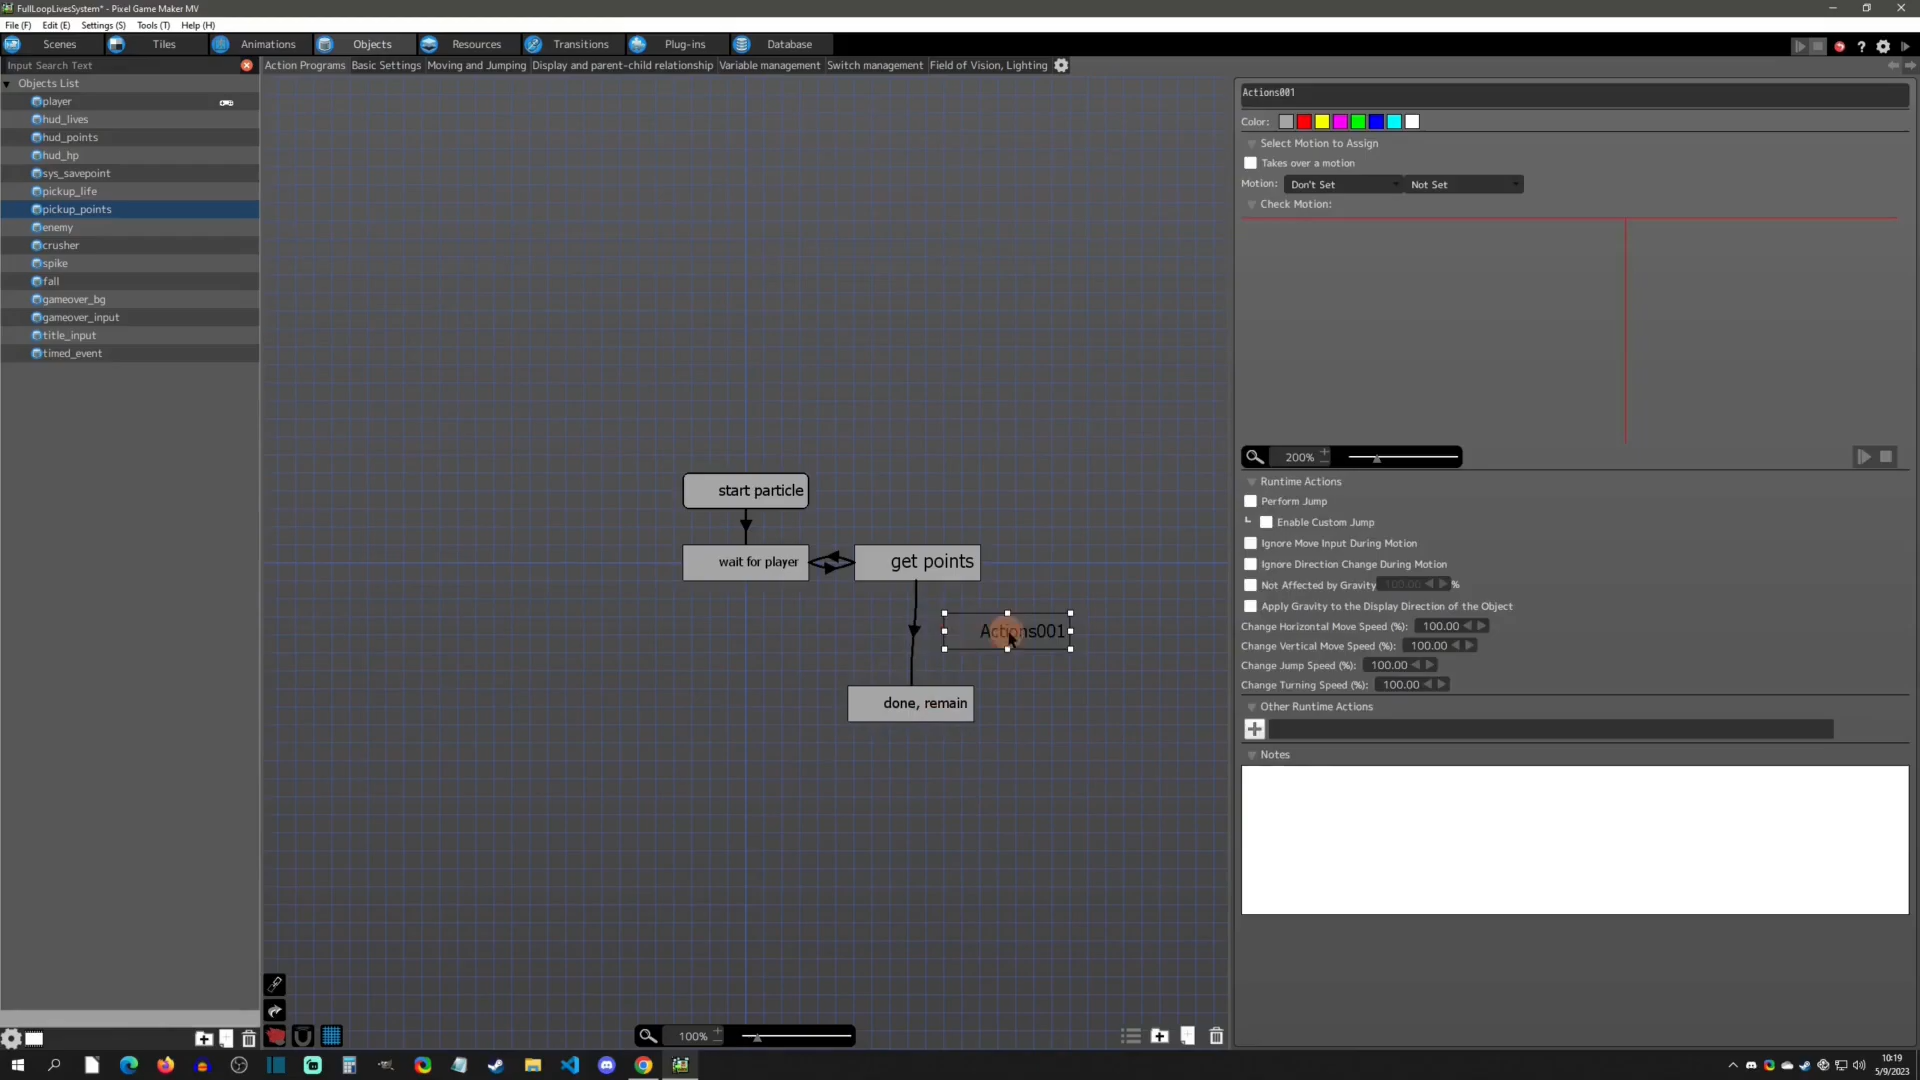 FullLoopLivesSystem* - Pixel Game Maker MV
File (F) Edit (E) Settings (S) Tools (T) Help (H)
Scenes Tiles Animations Objects Resources Transitions Plug-ins Database
Input Search Text
Action Programs Basic Settings Moving and Jumping Display and parent-child relationship Variable management Switch management Field of Vision, Lighting
Objects List
player
hud_lives
hud_points
hud_hp
sys_savepoint
pickup_life
pickup_points
enemy
crusher
spike
fall
gameover_bg
gameover_input
title_input
timed_event
start particle
wait for player
get points
Actions001
done, remain
100%
Actions001
Color:
Select Motion to Assign
Takes over a motion
Motion: Don't Set Not Set
Check Motion:
200%
Runtime Actions
Perform Jump
Enable Custom Jump
Ignore Move Input During Motion
Ignore Direction Change During Motion
Not Affected by Gravity 100.00 %
Apply Gravity to the Display Direction of the Object
Change Horizontal Move Speed (%): 100.00
Change Vertical Move Speed (%): 100.00
Change Jump Speed (%): 100.00
Change Turning Speed (%): 100.00
Other Runtime Actions
Notes
10:19
5/9/2023